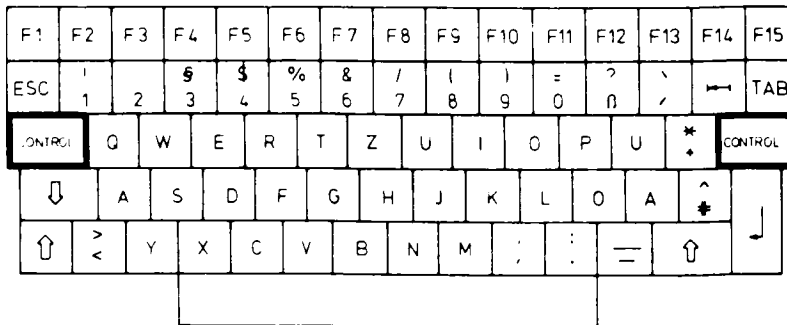 F1 F2 F3 F4 F5 F6 F7 F8 F9 F10 F11 F12 F13 F14 F15
! § $ % & / ( ) = ? `
ESC 1 2 3 4 5 6 7 8 9 0 ß ´ TAB
CONTROL Q W E R T Z U I O P U * + CONTROL
A S D F G H J K L O A ^ #
> < Y X C V B N M ; , : . _ –